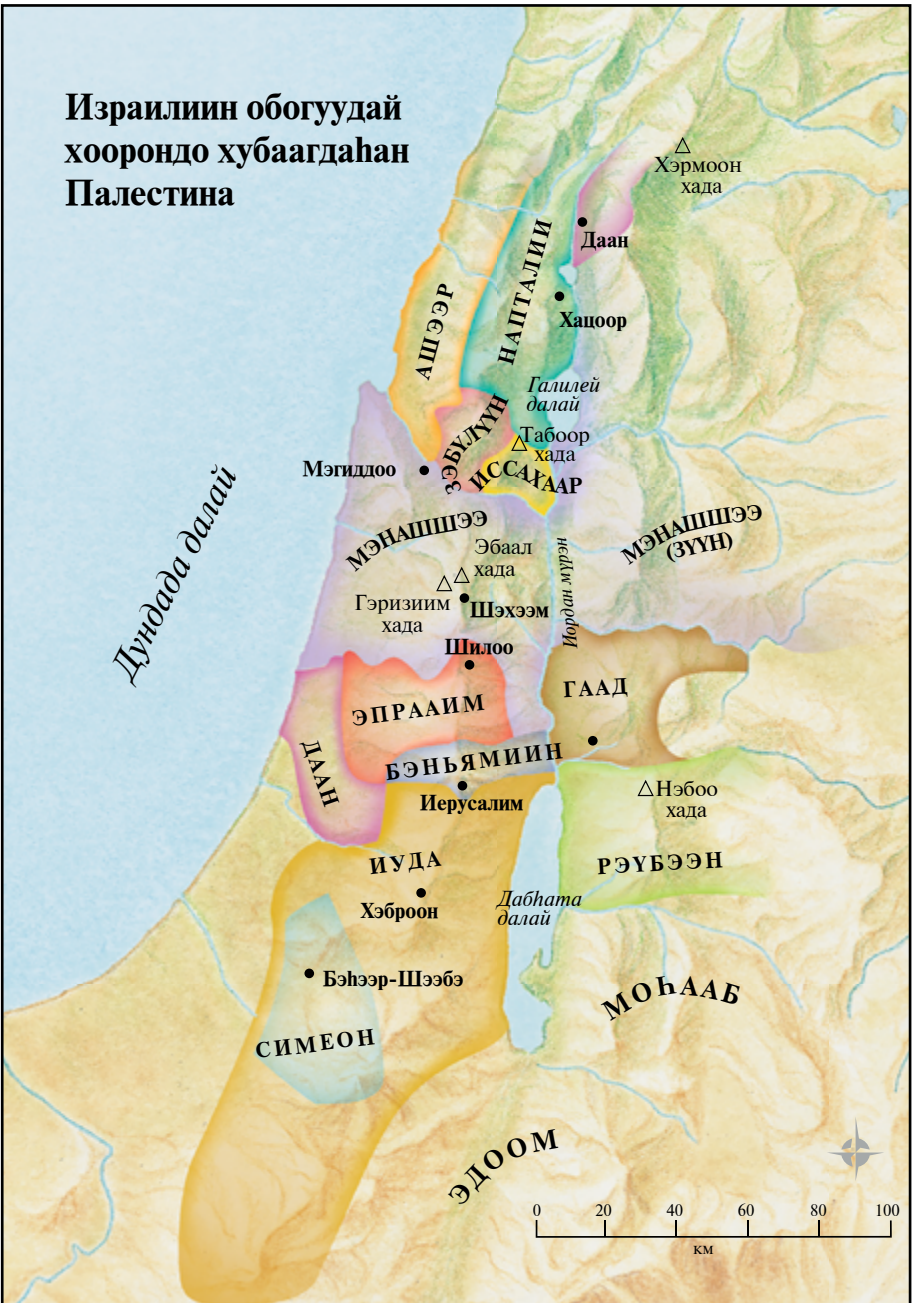 Израилиин обогуудай
хоорондо хубаагдаһан
Палестина
Хэрмоон
хада
Даан
НАПТАЛИИ
Хацоор
АШЭЭР
Галилей
далай
ЗЭБҮЛҮҮН
Табоор
хада
ИССАХААР
Мэгиддоо
Дундада далай
МЭНАШШЭЭ
МЭНАШШЭЭ
(ЗҮҮН)
Эбаал
хада
Иордан мүрэн
Гэризиим
хада
Шэхээм
Шилоо
ГААД
ЭПРААИМ
ДААН
БЭНЬЯМИИН
Иерусалим
Нэбоо
хада
ИУДА
РЭҮБЭЭН
Хэброон
Дабһата
далай
Бэһээр-Шээбэ
МОҺААБ
СИМЕОН
ЭДООМ
0 20 40 60 80 100
км